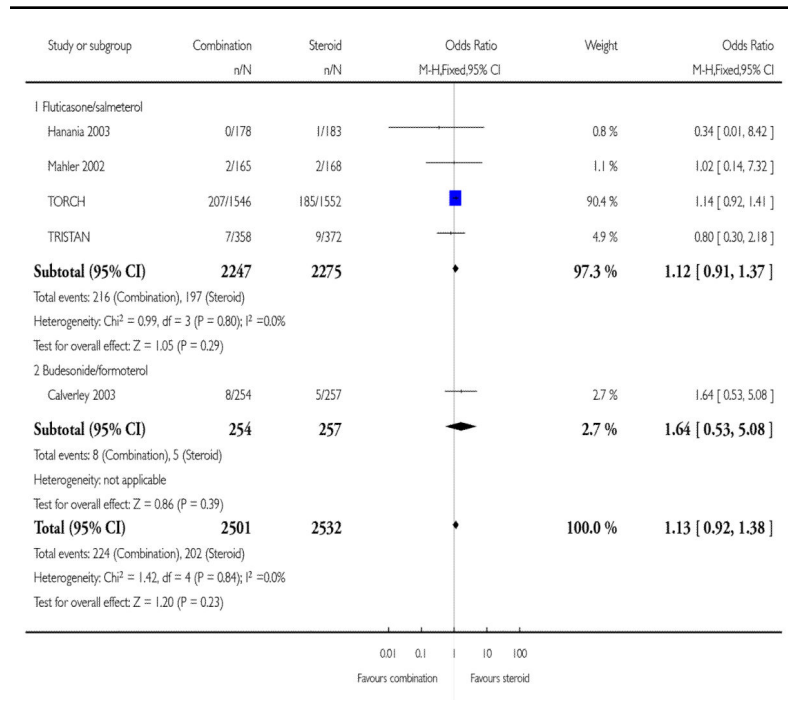 Study or subgroup Combination Steroid Odds Ratio Weight Odds Ratio
n/N n/N M-H,Fixed,95% CI M-H,Fixed,95% CI
1 Fluticasone/salmeterol
Hanania 2003 0/178 1/183 0.8 % 0.34 [ 0.01, 8.42 ]
Mahler 2002 2/165 2/168 1.1 % 1.02 [ 0.14, 7.32 ]
TORCH 207/1546 185/1552 90.4 % 1.14 [ 0.92, 1.41 ]
TRISTAN 7/358 9/372 4.9 % 0.80 [ 0.30, 2.18 ]
Subtotal (95% CI) 2247 2275 97.3 % 1.12 [ 0.91, 1.37 ]
Total events: 216 (Combination), 197 (Steroid)
Heterogeneity: Chi² = 0.99, df = 3 (P = 0.80); I² =0.0%
Test for overall effect: Z = 1.05 (P = 0.29)
2 Budesonide/formoterol
Calverley 2003 8/254 5/257 2.7 % 1.64 [ 0.53, 5.08 ]
Subtotal (95% CI) 254 257 2.7 % 1.64 [ 0.53, 5.08 ]
Total events: 8 (Combination), 5 (Steroid)
Heterogeneity: not applicable
Test for overall effect: Z = 0.86 (P = 0.39)
Total (95% CI) 2501 2532 100.0 % 1.13 [ 0.92, 1.38 ]
Total events: 224 (Combination), 202 (Steroid)
Heterogeneity: Chi² = 1.42, df = 4 (P = 0.84); I² =0.0%
Test for overall effect: Z = 1.20 (P = 0.23)
0.01 0.1 1 10 100
Favours combination Favours steroid